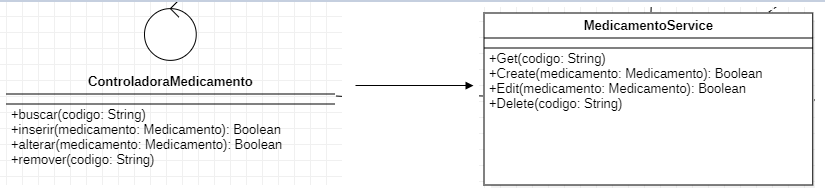 ControladoraMedicamento
+buscar(codigo: String)
+inserir(medicamento: Medicamento): Boolean
+alterar(medicamento: Medicamento): Boolean
+remover(codigo: String)
MedicamentoService
+Get(codigo: String)
+Create(medicamento: Medicamento): Boolean
+Edit(medicamento: Medicamento): Boolean
+Delete(codigo: String)